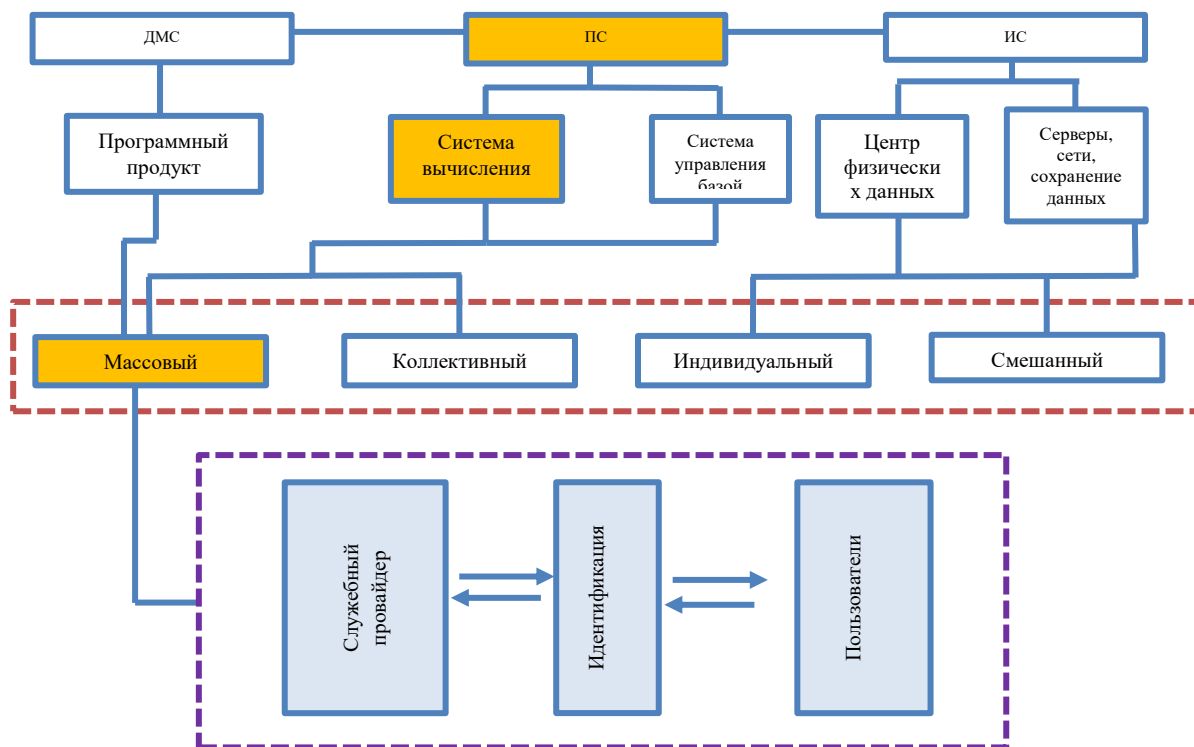 ДМС
ПС
ИС
Программный
продукт
Система
вычисления
Система
управления
базой
Центр
физически
х данных
Серверы,
сети,
сохранение
данных
Массовый
Коллективный
Индивидуальный
Смешанный
Служебный
провайдер
Идентификация
Пользователи